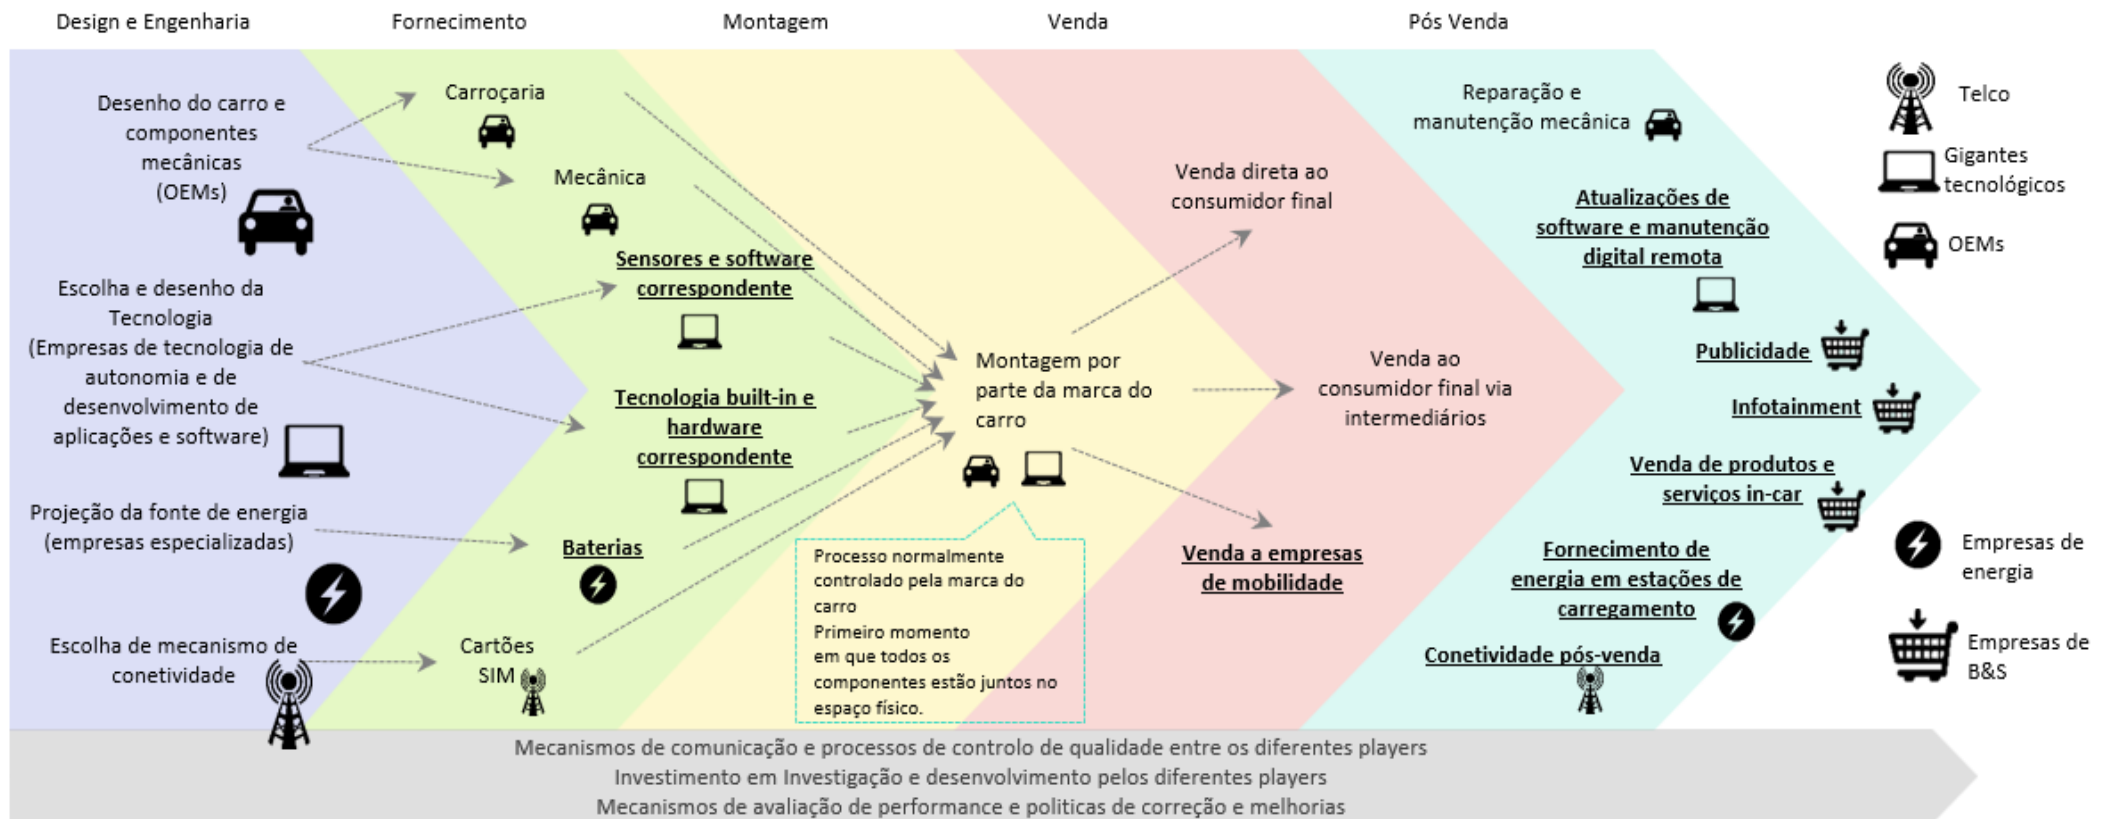 Design e Engenharia
Fornecimento
Montagem
Venda
Pós Venda
Desenho do carro e
componentes
mecânicas
(OEMs)
Escolha e desenho da
Tecnologia
(Empresas de tecnologia de
autonomia e de
desenvolvimento de
aplicações e software)
Projeção da fonte de energia
(empresas especializadas)
Escolha de mecanismo de
conetividade
Carroçaria
Mecânica
Sensores e software
correspondente
Tecnologia built-in e
hardware
correspondente
Baterias
Cartões
SIM
Montagem por
parte da marca do
carro
Processo normalmente
controlado pela marca do
carro
Primeiro momento
em que todos os
componentes estão juntos no
espaço físico.
Venda direta ao
consumidor final
Venda ao
consumidor final via
intermediários
Venda a empresas
de mobilidade
Reparação e
manutenção mecânica
Atualizações de
software e manutenção
digital remota
Publicidade
Infotainment
Venda de produtos e
serviços in-car
Fornecimento de
energia em estações de
carregamento
Conetividade pós-venda
Telco
Gigantes
tecnológicos
OEMs
Empresas de
energia
Empresas de
B&S
Mecanismos de comunicação e processos de controlo de qualidade entre os diferentes players
Investimento em Investigação e desenvolvimento pelos diferentes players
Mecanismos de avaliação de performance e politicas de correção e melhorias